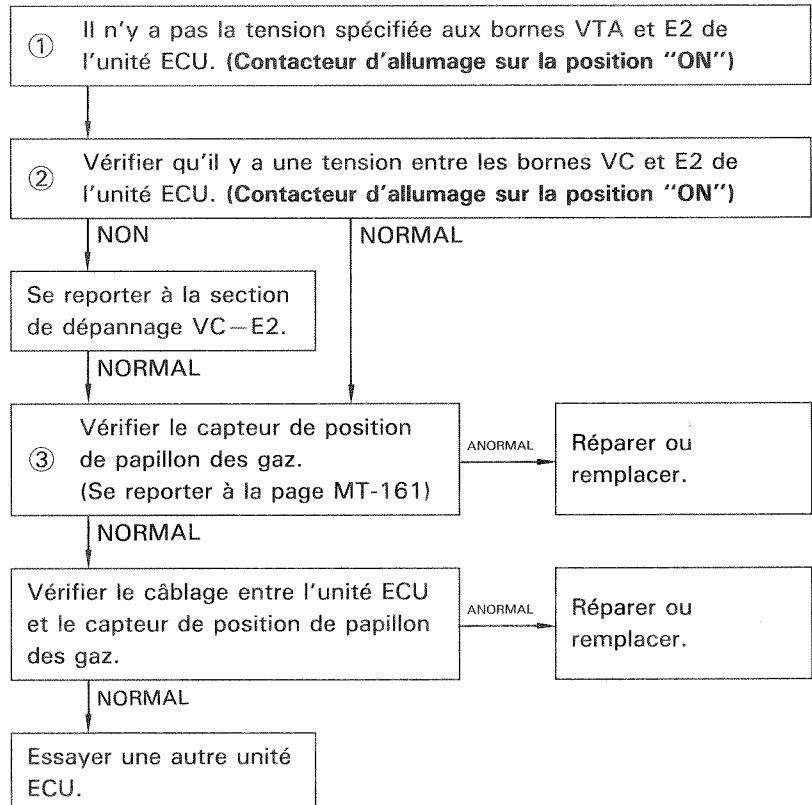 ① Il n'y a pas la tension spécifiée aux bornes VTA et E2 de
l'unité ECU. (Contacteur d'allumage sur la position "ON")
② Vérifier qu'il y a une tension entre les bornes VC et E2 de
l'unité ECU. (Contacteur d'allumage sur la position "ON")
NON
NORMAL
Se reporter à la section
de dépannage VC—E2.
NORMAL
Vérifier le capteur de position
③ de papillon des gaz.
(Se reporter à la page MT-161)
ANORMAL
Réparer ou
remplacer.
NORMAL
Vérifier le câblage entre l'unité ECU
et le capteur de position de papillon
des gaz.
ANORMAL
Réparer ou
remplacer.
NORMAL
Essayer une autre unité
ECU.